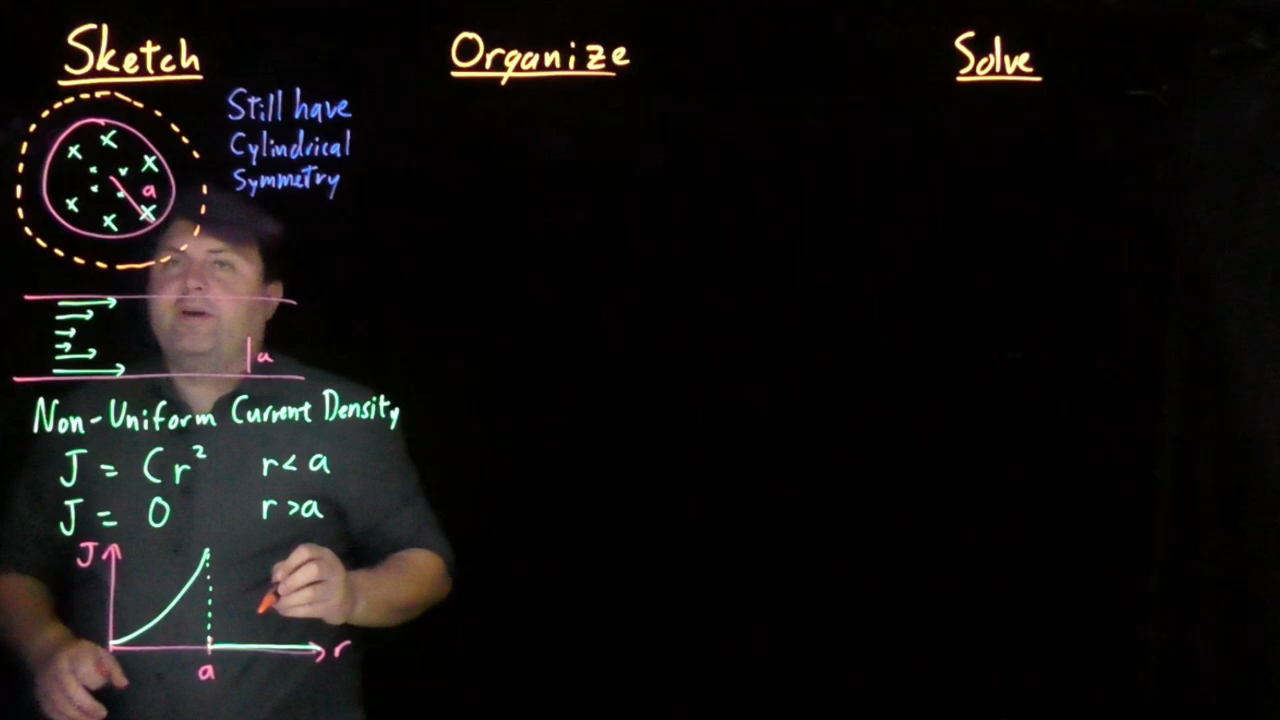 Sketch
Organize
Solve
Still have
Cylindrical
Symmetry
a
a
Non-Uniform Current Density
J = Cr² r<a
J = 0 r>a
J
r
a